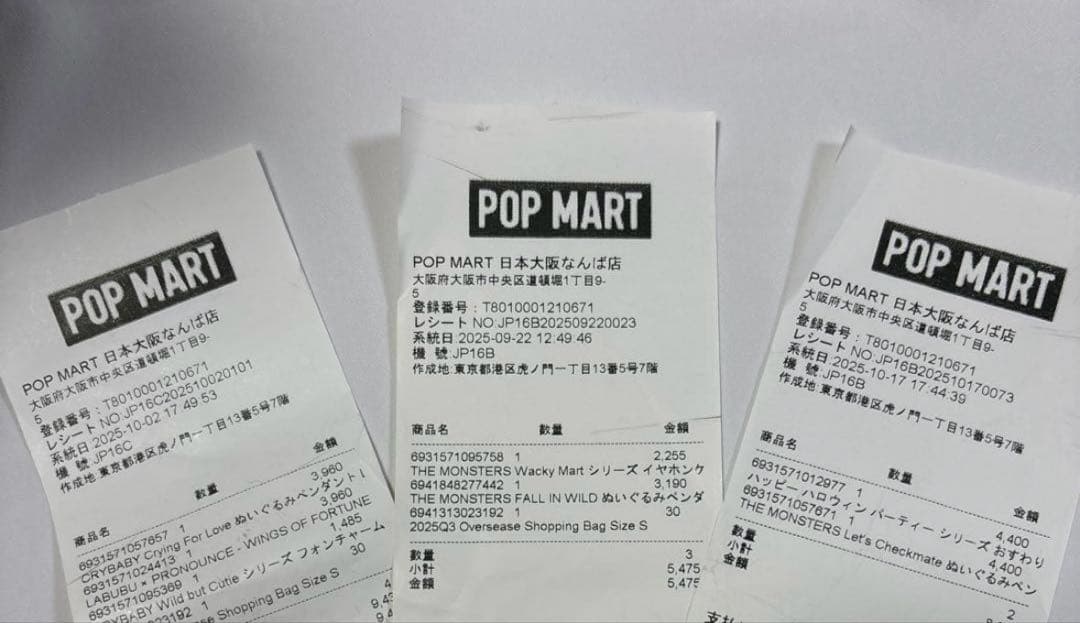 POP MART
POP MART 日本大阪なんば店
大阪府大阪市中央区道頓堀1丁目9-
5
登録番号 : T8010001210671
レシート NO:JP16C202510020101
系統日:2025-10-02 17:49:53
機 號:JP16C
作成地:東京都港区虎ノ門一丁目13番5号7階
商品名 数量 金額
6931571057657 1 3,960
CRYBABY Crying For Love ぬいぐるみペンダント
6931571024413 1 3,960
LABUBU × PRONOUNCE - WINGS OF FORTUNE
6931571095369 1 1,485
CRYBABY Wild but Cutie シリーズ フォンチャーム
23192 1 30
Shopping Bag Size S
POP MART
POP MART 日本大阪なんば店
大阪府大阪市中央区道頓堀1丁目9-
5
登録番号 : T8010001210671
レシート NO:JP16B202509220023
系統日:2025-09-22 12:49:46
機 號:JP16B
作成地:東京都港区虎ノ門一丁目13番5号7階
商品名 数量 金額
6931571095758 1 2,255
THE MONSTERS Wacky Mart シリーズ イヤホンケ
6941848277442 1 3,190
THE MONSTERS FALL IN WILD ぬいぐるみペンダ
6941313023192 1 30
2025Q3 Oversease Shopping Bag Size S
数量 3
小計 5,475
金額 5,475
POP MART
POP MART 日本大阪なんば店
大阪府大阪市中央区道頓堀1丁目9-
5
登録番号 : T8010001210671
レシート NO:JP16B202510170073
系統日:2025-10-17 17:44:39
機 號:JP16B
作成地:東京都港区虎ノ門一丁目13番5号7階
商品名 数量 金額
6931571012977 1 4,400
ハッピー ハロウィン パーティー シリーズ おすわり
6931571057671 1 4,400
THE MONSTERS Let's Checkmate ぬいぐるみペン
数量 2
小計
金額